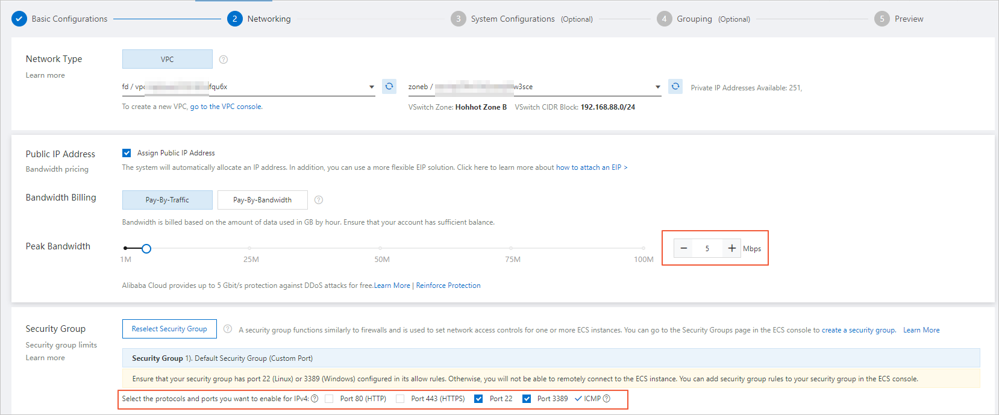 Basic Configurations 2 Networking 3 System Configurations (Optional) 4 Grouping (Optional) 5 Preview
Network Type VPC ?
Learn more
fd / vpc fqu6x zoneb / w3sce Private IP Addresses Available: 251,
To create a new VPC, go to the VPC console. VSwitch Zone: Hohhot Zone B VSwitch CIDR Block: 192.168.88.0/24
Public IP Address Assign Public IP Address
Bandwidth pricing The system will automatically allocate an IP address. In addition, you can use a more flexible EIP solution. Click here to learn more about how to attach an EIP >
Bandwidth Billing Pay-By-Traffic Pay-By-Bandwidth ?
Bandwidth is billed based on the amount of data used in GB by hour. Ensure that your account has sufficient balance.
Peak Bandwidth − 5 + Mbps
1M 25M 50M 75M 100M
Alibaba Cloud provides up to 5 Gbit/s protection against DDoS attacks for free.Learn More | Reinforce Protection
Security Group Reselect Security Group ? A security group functions similarly to firewalls and is used to set network access controls for one or more ECS instances. You can go to the Security Groups page in the ECS console to create a security group. Learn More
Security group limits
Learn more
Security Group 1). Default Security Group (Custom Port)
Ensure that your security group has port 22 (Linux) or 3389 (Windows) configured in its allow rules. Otherwise, you will not be able to remotely connect to the ECS instance. You can add security group rules to your security group in the ECS console.
Select the protocols and ports you want to enable for IPv4: ? Port 80 (HTTP) Port 443 (HTTPS) Port 22 Port 3389 ICMP ?